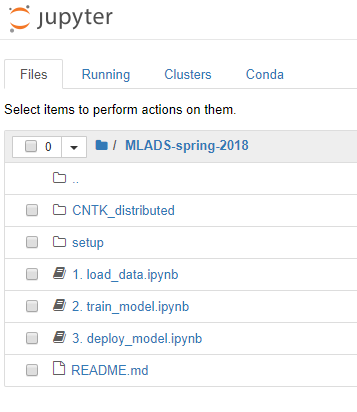 jupyter
Files Running Clusters Conda
Select items to perform actions on them.
0 / MLADS-spring-2018
..
CNTK_distributed
setup
1. load_data.ipynb
2. train_model.ipynb
3. deploy_model.ipynb
README.md